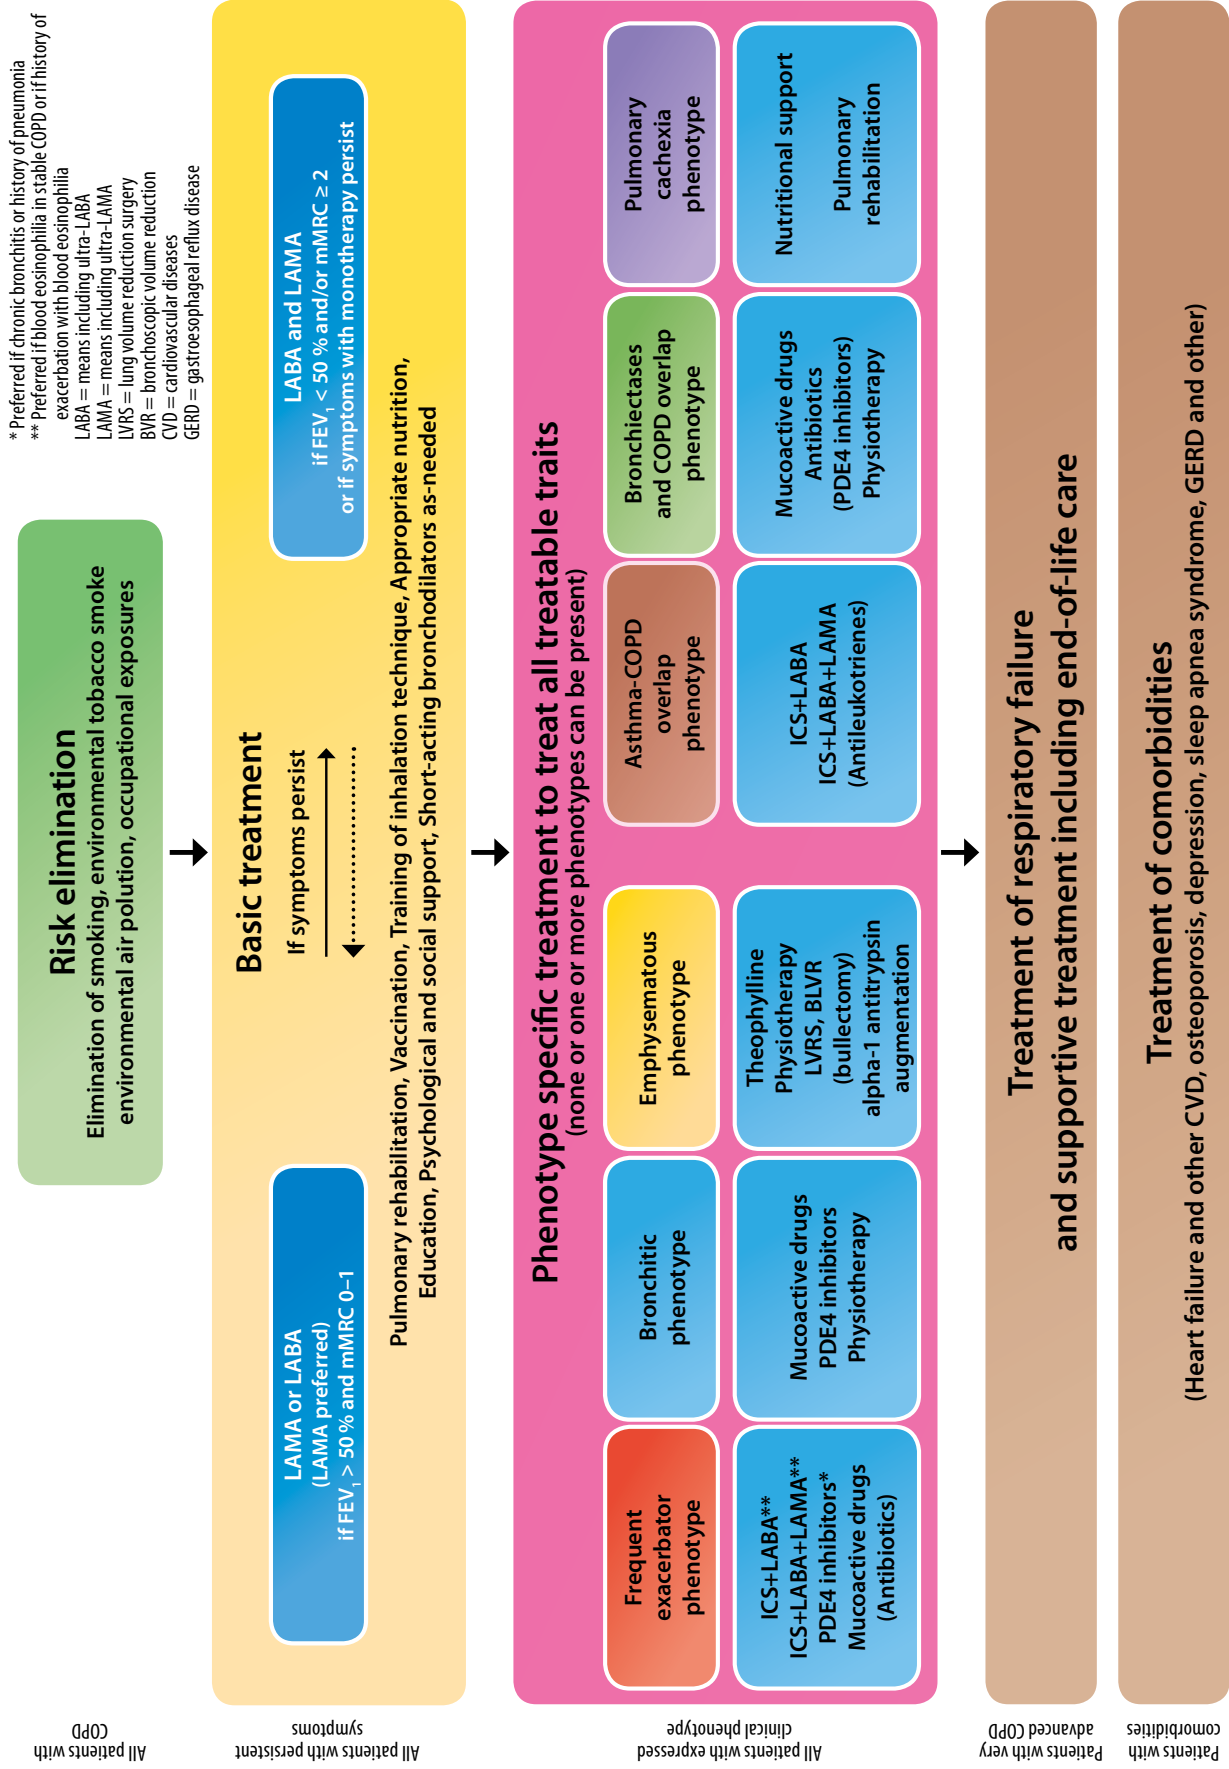 Risk elimination
Elimination of smoking, environmental tobacco smoke
environmental air polution, occupational exposures
* Preferred if chronic bronchitis or history of pneumonia
** Preferred if blood eosinophilia in stable COPD or if history of
exacerbation with blood eosinophilia
LABA = means including ultra-LABA
LAMA = means including ultra-LAMA
LVRS = lung volume reduction surgery
BVR = bronchoscopic volume reduction
CVD = cardiovascular diseases
GERD = gastroesophageal reflux disease
All patients with
COPD
Basic treatment
If symptoms persist
LAMA or LABA
(LAMA preferred)
if FEV₁ > 50 % and mMRC 0–1
LABA and LAMA
if FEV₁ < 50 % and/or mMRC ≥ 2
or if symptoms with monotherapy persist
Pulmonary rehabilitation, Vaccination, Training of inhalation technique, Appropriate nutrition,
Education, Psychological and social support, Short-acting bronchodilators as-needed
All patients with persistent
symptoms
Phenotype specific treatment to treat all treatable traits
(none or one or more phenotypes can be present)
Frequent
exacerbator
phenotype
Bronchitic
phenotype
Emphysematous
phenotype
Asthma-COPD
overlap
phenotype
Bronchiectases
and COPD overlap
phenotype
Pulmonary
cachexia
phenotype
ICS+LABA**
ICS+LABA+LAMA**
PDE4 inhibitors*
Mucoactive drugs
(Antibiotics)
Mucoactive drugs
PDE4 inhibitors
Physiotherapy
Theophylline
Physiotherapy
LVRS, BLVR
(bullectomy)
alpha-1 antitrypsin
augmentation
ICS+LABA
ICS+LABA+LAMA
(Antileukotrienes)
Mucoactive drugs
Antibiotics
(PDE4 inhibitors)
Physiotherapy
Nutritional support
Pulmonary
rehabilitation
All patients with expressed
clinical phenotype
Treatment of respiratory failure
and supportive treatment including end-of-life care
Patients with very
advanced COPD
Treatment of comorbidities
(Heart failure and other CVD, osteoporosis, depression, sleep apnea syndrome, GERD and other)
Patients with
comorbidities